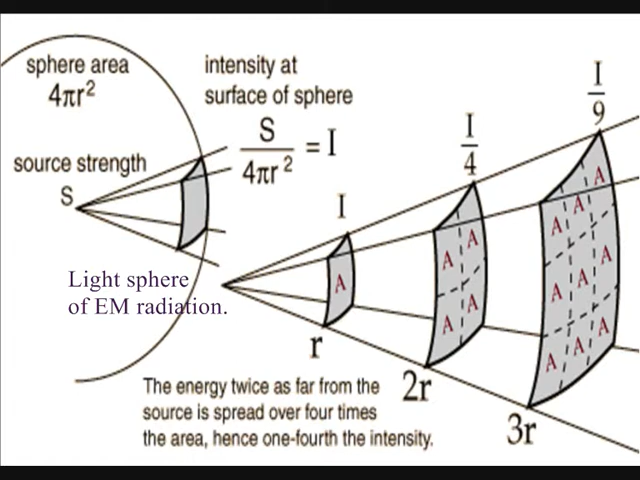 sphere area
4πr²
intensity at
surface of sphere
S
4πr²
= I
source strength
S
Light sphere
of EM radiation.
I
I
4
I
9
A
A
A
A
A
A
A
A
A
A
A
A
A
A
r
2r
3r
The energy twice as far from the
source is spread over four times
the area, hence one-fourth the intensity.